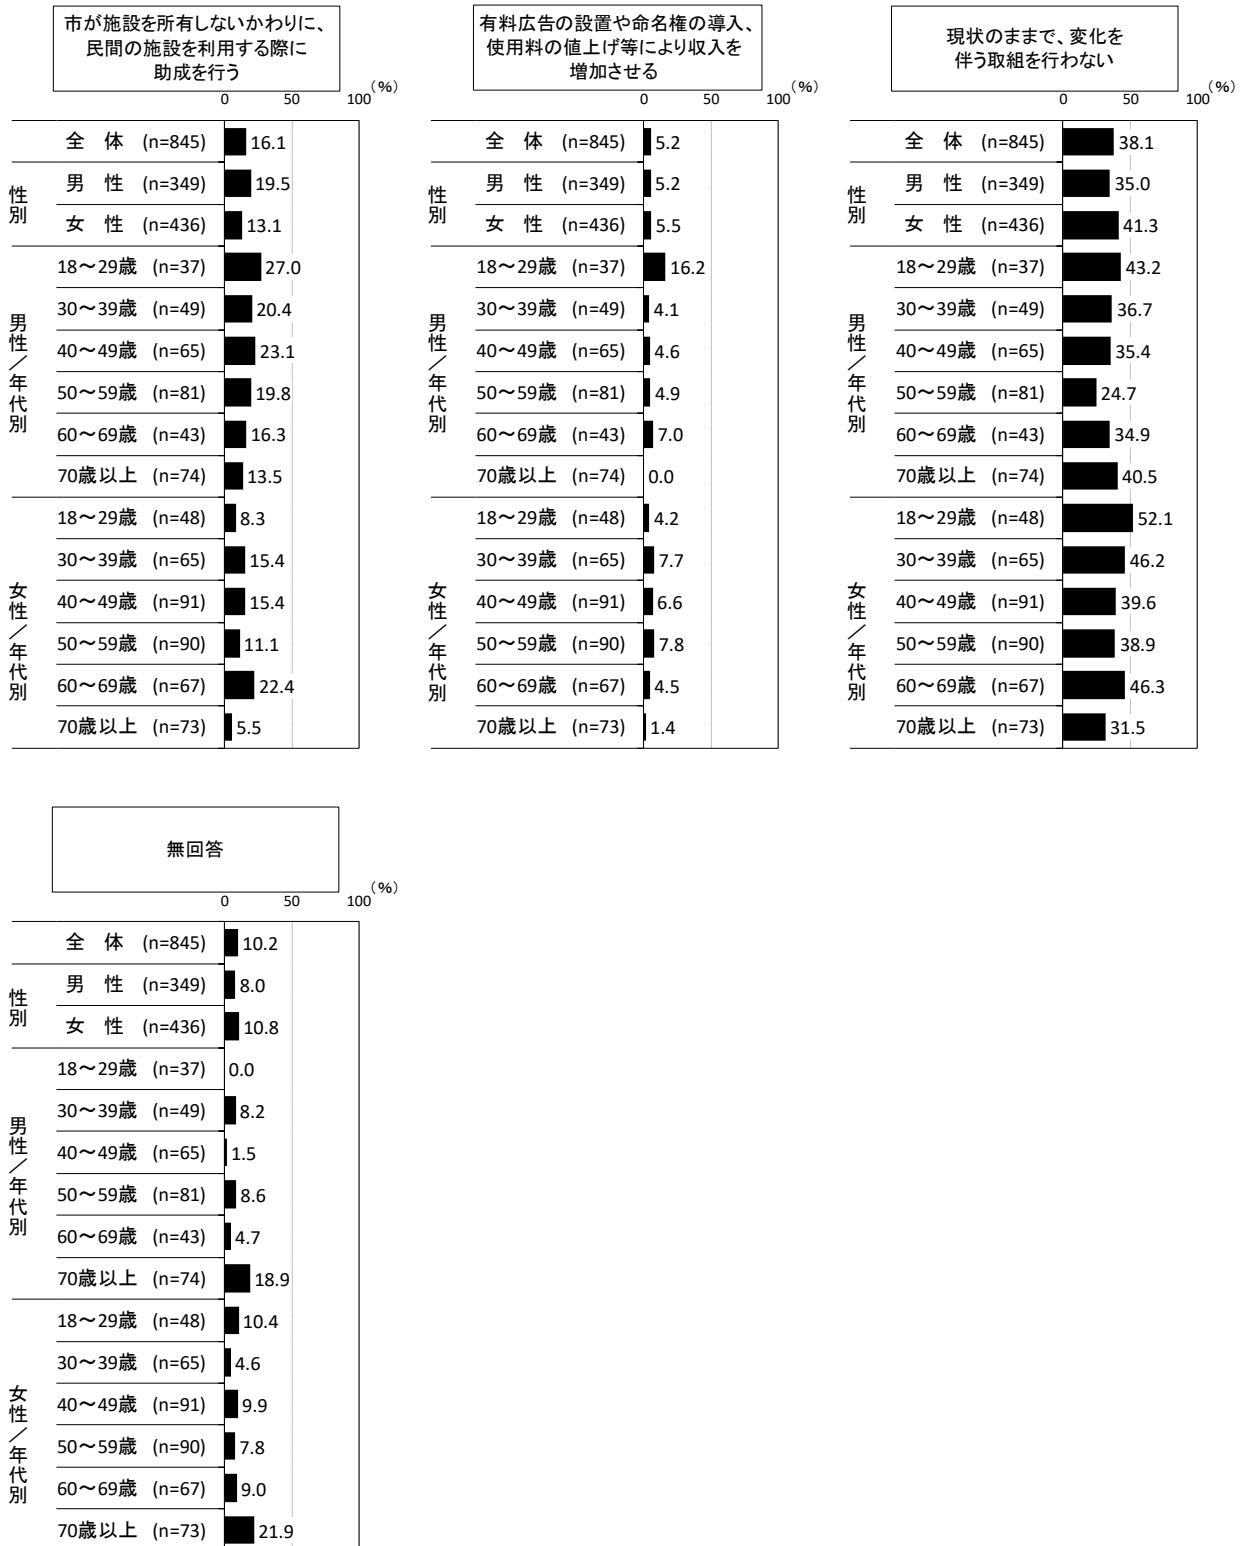 市が施設を所有しないかわりに、
民間の施設を利用する際に
助成を行う
0 50 100 (%)
全 体 (n=845) 16.1
性別
男 性 (n=349) 19.5
女 性 (n=436) 13.1
男性／年代別
18～29歳 (n=37) 27.0
30～39歳 (n=49) 20.4
40～49歳 (n=65) 23.1
50～59歳 (n=81) 19.8
60～69歳 (n=43) 16.3
70歳以上 (n=74) 13.5
女性／年代別
18～29歳 (n=48) 8.3
30～39歳 (n=65) 15.4
40～49歳 (n=91) 15.4
50～59歳 (n=90) 11.1
60～69歳 (n=67) 22.4
70歳以上 (n=73) 5.5
有料広告の設置や命名権の導入、
使用料の値上げ等により収入を
増加させる
0 50 100 (%)
全 体 (n=845) 5.2
性別
男 性 (n=349) 5.2
女 性 (n=436) 5.5
男性／年代別
18～29歳 (n=37) 16.2
30～39歳 (n=49) 4.1
40～49歳 (n=65) 4.6
50～59歳 (n=81) 4.9
60～69歳 (n=43) 7.0
70歳以上 (n=74) 0.0
女性／年代別
18～29歳 (n=48) 4.2
30～39歳 (n=65) 7.7
40～49歳 (n=91) 6.6
50～59歳 (n=90) 7.8
60～69歳 (n=67) 4.5
70歳以上 (n=73) 1.4
現状のままで、変化を
伴う取組を行わない
0 50 100 (%)
全 体 (n=845) 38.1
性別
男 性 (n=349) 35.0
女 性 (n=436) 41.3
男性／年代別
18～29歳 (n=37) 43.2
30～39歳 (n=49) 36.7
40～49歳 (n=65) 35.4
50～59歳 (n=81) 24.7
60～69歳 (n=43) 34.9
70歳以上 (n=74) 40.5
女性／年代別
18～29歳 (n=48) 52.1
30～39歳 (n=65) 46.2
40～49歳 (n=91) 39.6
50～59歳 (n=90) 38.9
60～69歳 (n=67) 46.3
70歳以上 (n=73) 31.5
無回答
0 50 100 (%)
全 体 (n=845) 10.2
性別
男 性 (n=349) 8.0
女 性 (n=436) 10.8
男性／年代別
18～29歳 (n=37) 0.0
30～39歳 (n=49) 8.2
40～49歳 (n=65) 1.5
50～59歳 (n=81) 8.6
60～69歳 (n=43) 4.7
70歳以上 (n=74) 18.9
女性／年代別
18～29歳 (n=48) 10.4
30～39歳 (n=65) 4.6
40～49歳 (n=91) 9.9
50～59歳 (n=90) 7.8
60～69歳 (n=67) 9.0
70歳以上 (n=73) 21.9